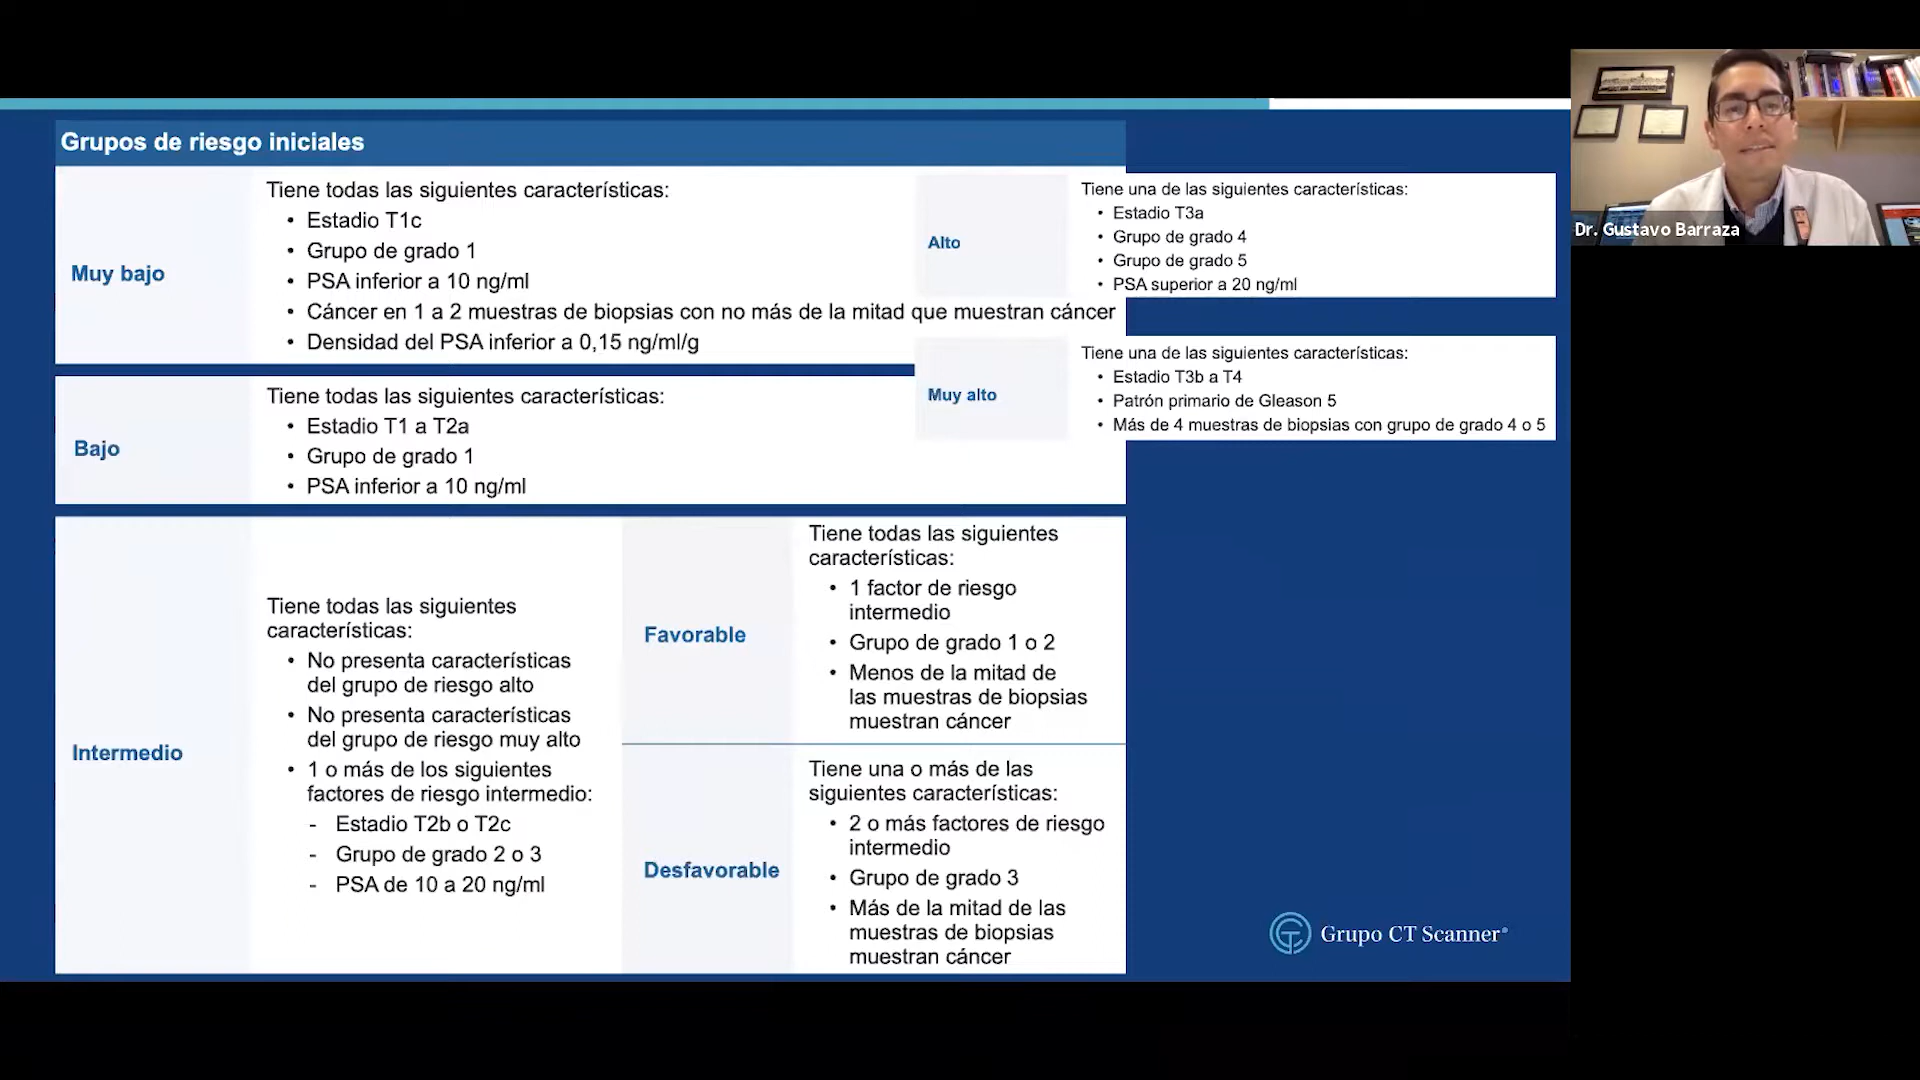 Grupos de riesgo iniciales
Muy bajo
Tiene todas las siguientes características:
• Estadio T1c
• Grupo de grado 1
• PSA inferior a 10 ng/ml
• Cáncer en 1 a 2 muestras de biopsias con no más de la mitad que muestran cáncer
• Densidad del PSA inferior a 0,15 ng/ml/g
Bajo
Tiene todas las siguientes características:
• Estadio T1 a T2a
• Grupo de grado 1
• PSA inferior a 10 ng/ml
Intermedio
Tiene todas las siguientes
características:
• No presenta características
del grupo de riesgo alto
• No presenta características
del grupo de riesgo muy alto
• 1 o más de los siguientes
factores de riesgo intermedio:
- Estadio T2b o T2c
- Grupo de grado 2 o 3
- PSA de 10 a 20 ng/ml
Favorable
Tiene todas las siguientes
características:
• 1 factor de riesgo
intermedio
• Grupo de grado 1 o 2
• Menos de la mitad de
las muestras de biopsias
muestran cáncer
Desfavorable
Tiene una o más de las
siguientes características:
• 2 o más factores de riesgo
intermedio
• Grupo de grado 3
• Más de la mitad de las
muestras de biopsias
muestran cáncer
Alto
Tiene una de las siguientes características:
• Estadio T3a
• Grupo de grado 4
• Grupo de grado 5
• PSA superior a 20 ng/ml
Muy alto
Tiene una de las siguientes características:
• Estadio T3b a T4
• Patrón primario de Gleason 5
• Más de 4 muestras de biopsias con grupo de grado 4 o 5
Grupo CT Scanner
Dr. Gustavo Barraza